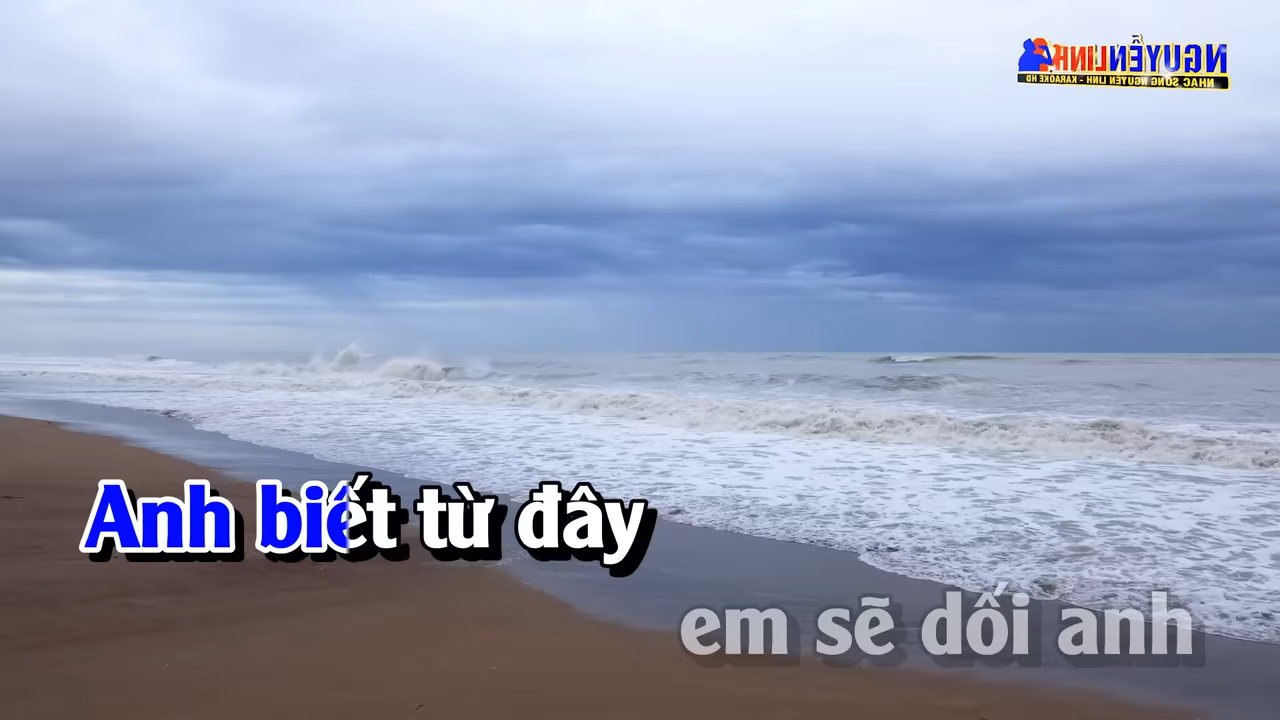 NGUYỄN LINH
NHẠC SỐNG NGUYỄN LINH - KARAOKE HD
Anh biết từ đây
em sẽ dối anh